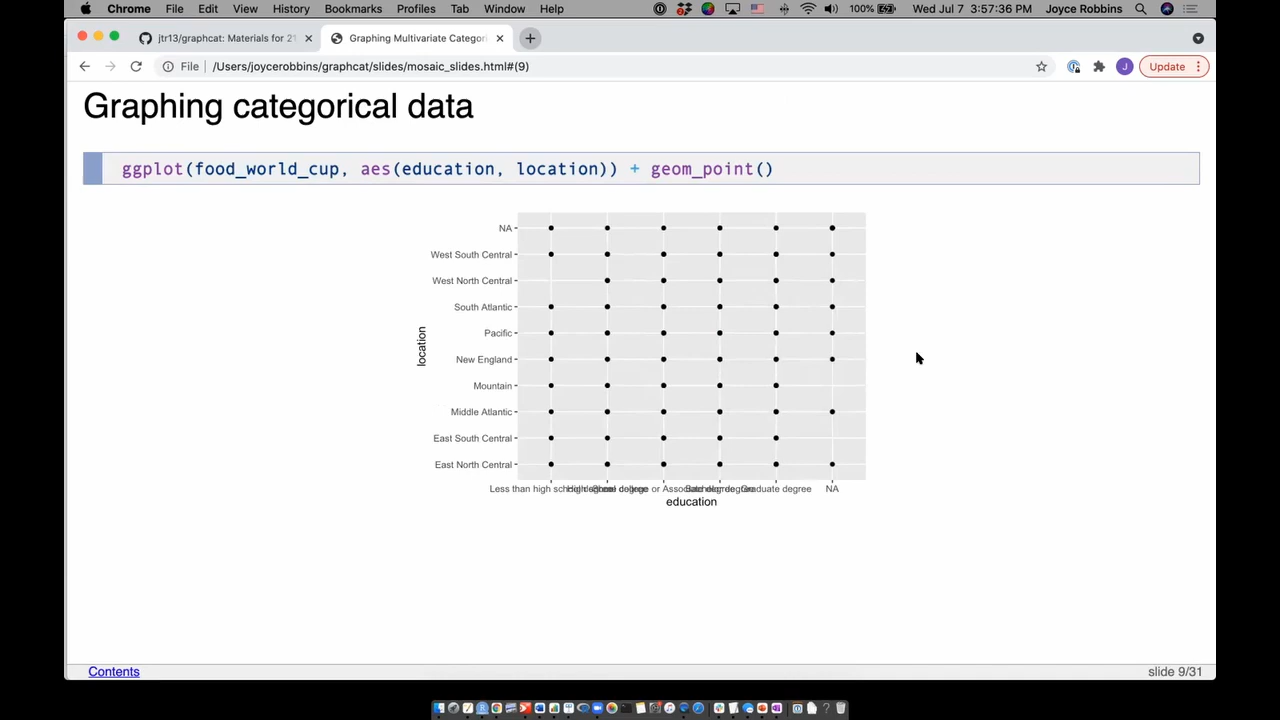 Chrome File Edit View History Bookmarks Profiles Tab Window Help 100% Wed Jul 7 3:57:36 PM Joyce Robbins
jtr13/graphcat: Materials for 21 Graphing Multivariate Categori
File /Users/joycerobbins/graphcat/slides/mosaic_slides.html#(9) J Update
Graphing categorical data
ggplot(food_world_cup, aes(education, location)) + geom_point()
NA
West South Central
West North Central
South Atlantic
Pacific
New England
Mountain
Middle Atlantic
East South Central
East North Central
location
Less than high school degree or Graduate degree NA
education
Contents
slide 9/31